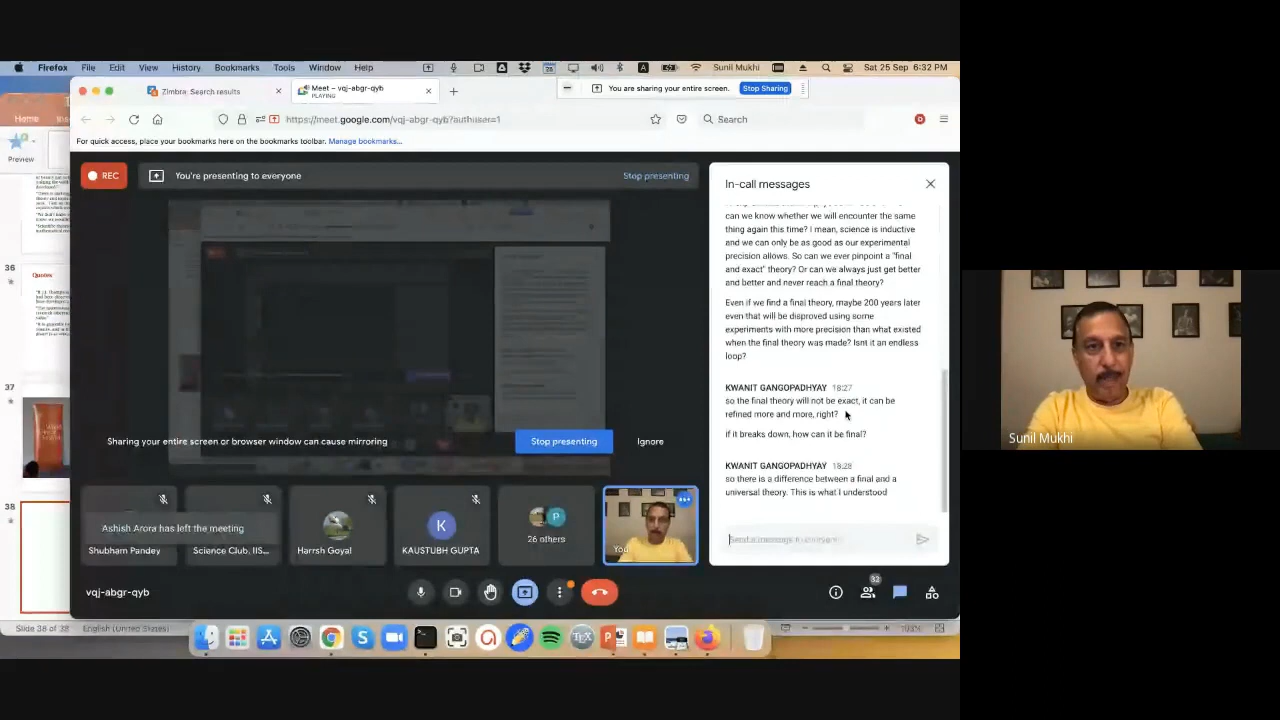 Firefox File Edit View History Bookmarks Tools Window Help Sunil Mukhi Sat 25 Sep 6:32 PM
Zimbra: Search results
Meet – vqj-abgr-qyb
PLAYING
You are sharing your entire screen. Stop Sharing
Home
https://meet.google.com/vqj-abgr-qyb?authuser=1
Search
Preview
For quick access, place your bookmarks here on the bookmarks toolbar. Manage bookmarks...
REC
You're presenting to everyone
Stop presenting
In-call messages
can we know whether we will encounter the same
thing again this time? I mean, science is inductive
and we can only be as good as our experimental
precision allows. So can we ever pinpoint a "final
and exact" theory? Or can we always just get better
and better and never reach a final theory?
Even if we find a final theory, maybe 200 years later
even that will be disproved using some
experiments with more precision than what existed
when the final theory was made? Isnt it an endless
loop?
KWANIT GANGOPADHYAY 18:27
so the final theory will not be exact, it can be
refined more and more, right?
if it breaks down, how can it be final?
KWANIT GANGOPADHYAY 18:28
so there is a difference between a final and a
universal theory. This is what I understood
36
Quotes
37
38
Sharing your entire screen or browser window can cause mirroring
Stop presenting
Ignore
Ashish Arora has left the meeting
Shubham Pandey
Science Club, IIS...
Harrsh Goyal
K
KAUSTUBH GUPTA
P
26 others
You
Send a message to everyone
vqj-abgr-qyb
32
Slide 38 of 38 English (United States)
Sunil Mukhi